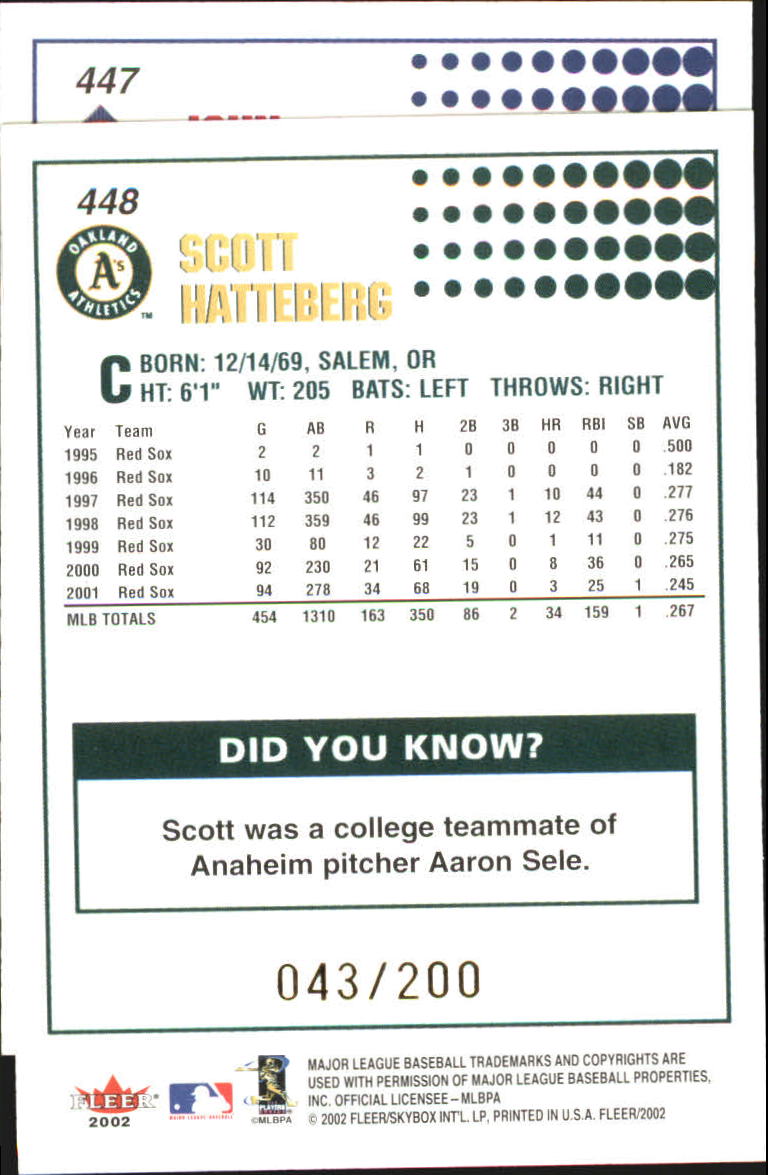 447
448
OAKLAND
A's
ATHLETICS
TM
SCOTT
HATTEBERG
C BORN: 12/14/69, SALEM, OR
HT: 6'1" WT: 205 BATS: LEFT THROWS: RIGHT
Year Team G AB R H 2B 3B HR RBI SB AVG
1995 Red Sox 2 2 1 1 0 0 0 0 0 .500
1996 Red Sox 10 11 3 2 1 0 0 0 0 .182
1997 Red Sox 114 350 46 97 23 1 10 44 0 .277
1998 Red Sox 112 359 46 99 23 1 12 43 0 .276
1999 Red Sox 30 80 12 22 5 0 1 11 0 .275
2000 Red Sox 92 230 21 61 15 0 8 36 0 .265
2001 Red Sox 94 278 34 68 19 0 3 25 1 .245
MLB TOTALS 454 1310 163 350 86 2 34 159 1 .267
DID YOU KNOW?
Scott was a college teammate of
Anaheim pitcher Aaron Sele.
043/200
FLEER®
2002
MAJOR LEAGUE BASEBALL
PLAYERS
©MLBPA
MAJOR LEAGUE BASEBALL TRADEMARKS AND COPYRIGHTS ARE
USED WITH PERMISSION OF MAJOR LEAGUE BASEBALL PROPERTIES,
INC. OFFICIAL LICENSEE – MLBPA
© 2002 FLEER/SKYBOX INT'L. LP, PRINTED IN U.S.A. FLEER/2002